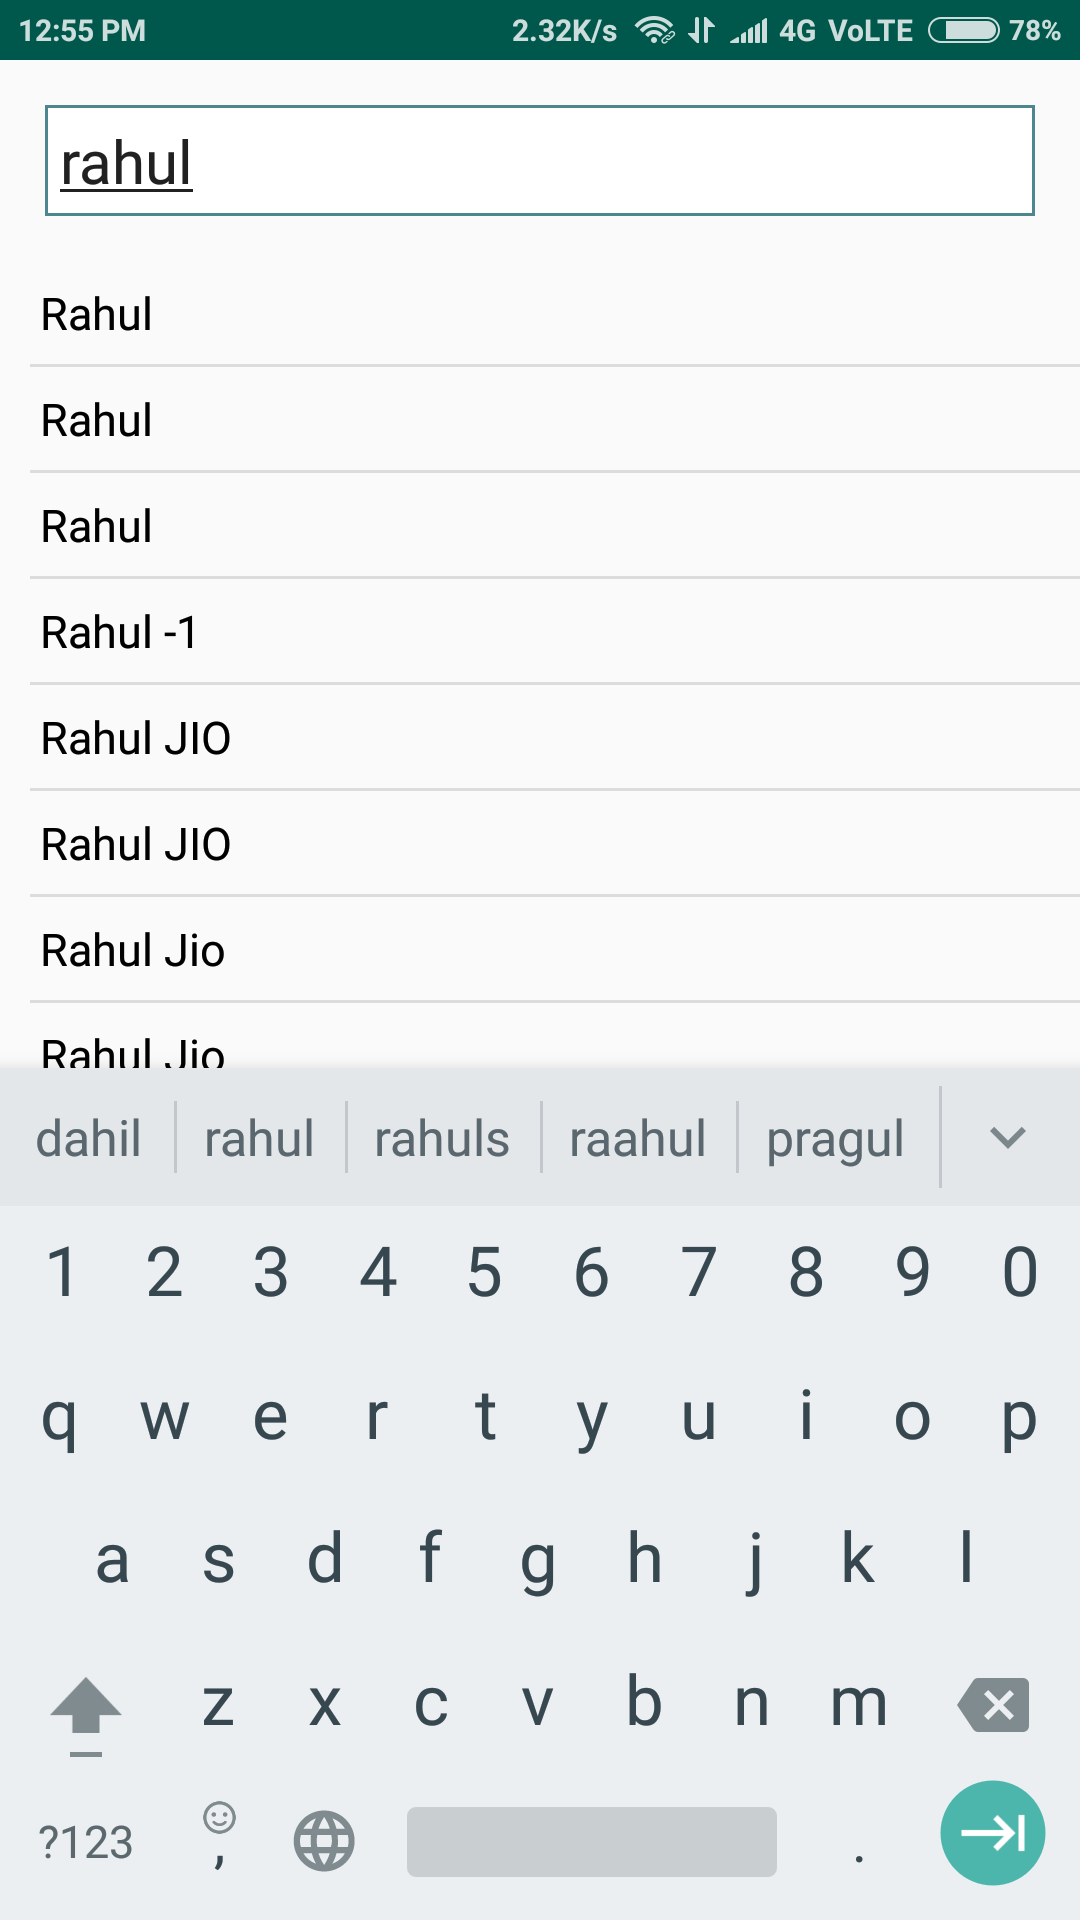 12:55 PM 2.32K/s 4G VoLTE 78%
rahul
Rahul
Rahul
Rahul
Rahul -1
Rahul JIO
Rahul JIO
Rahul Jio
Rahul Jio
dahil rahul rahuls raahul pragul
1 2 3 4 5 6 7 8 9 0
q w e r t y u i o p
a s d f g h j k l
z x c v b n m
?123 , .